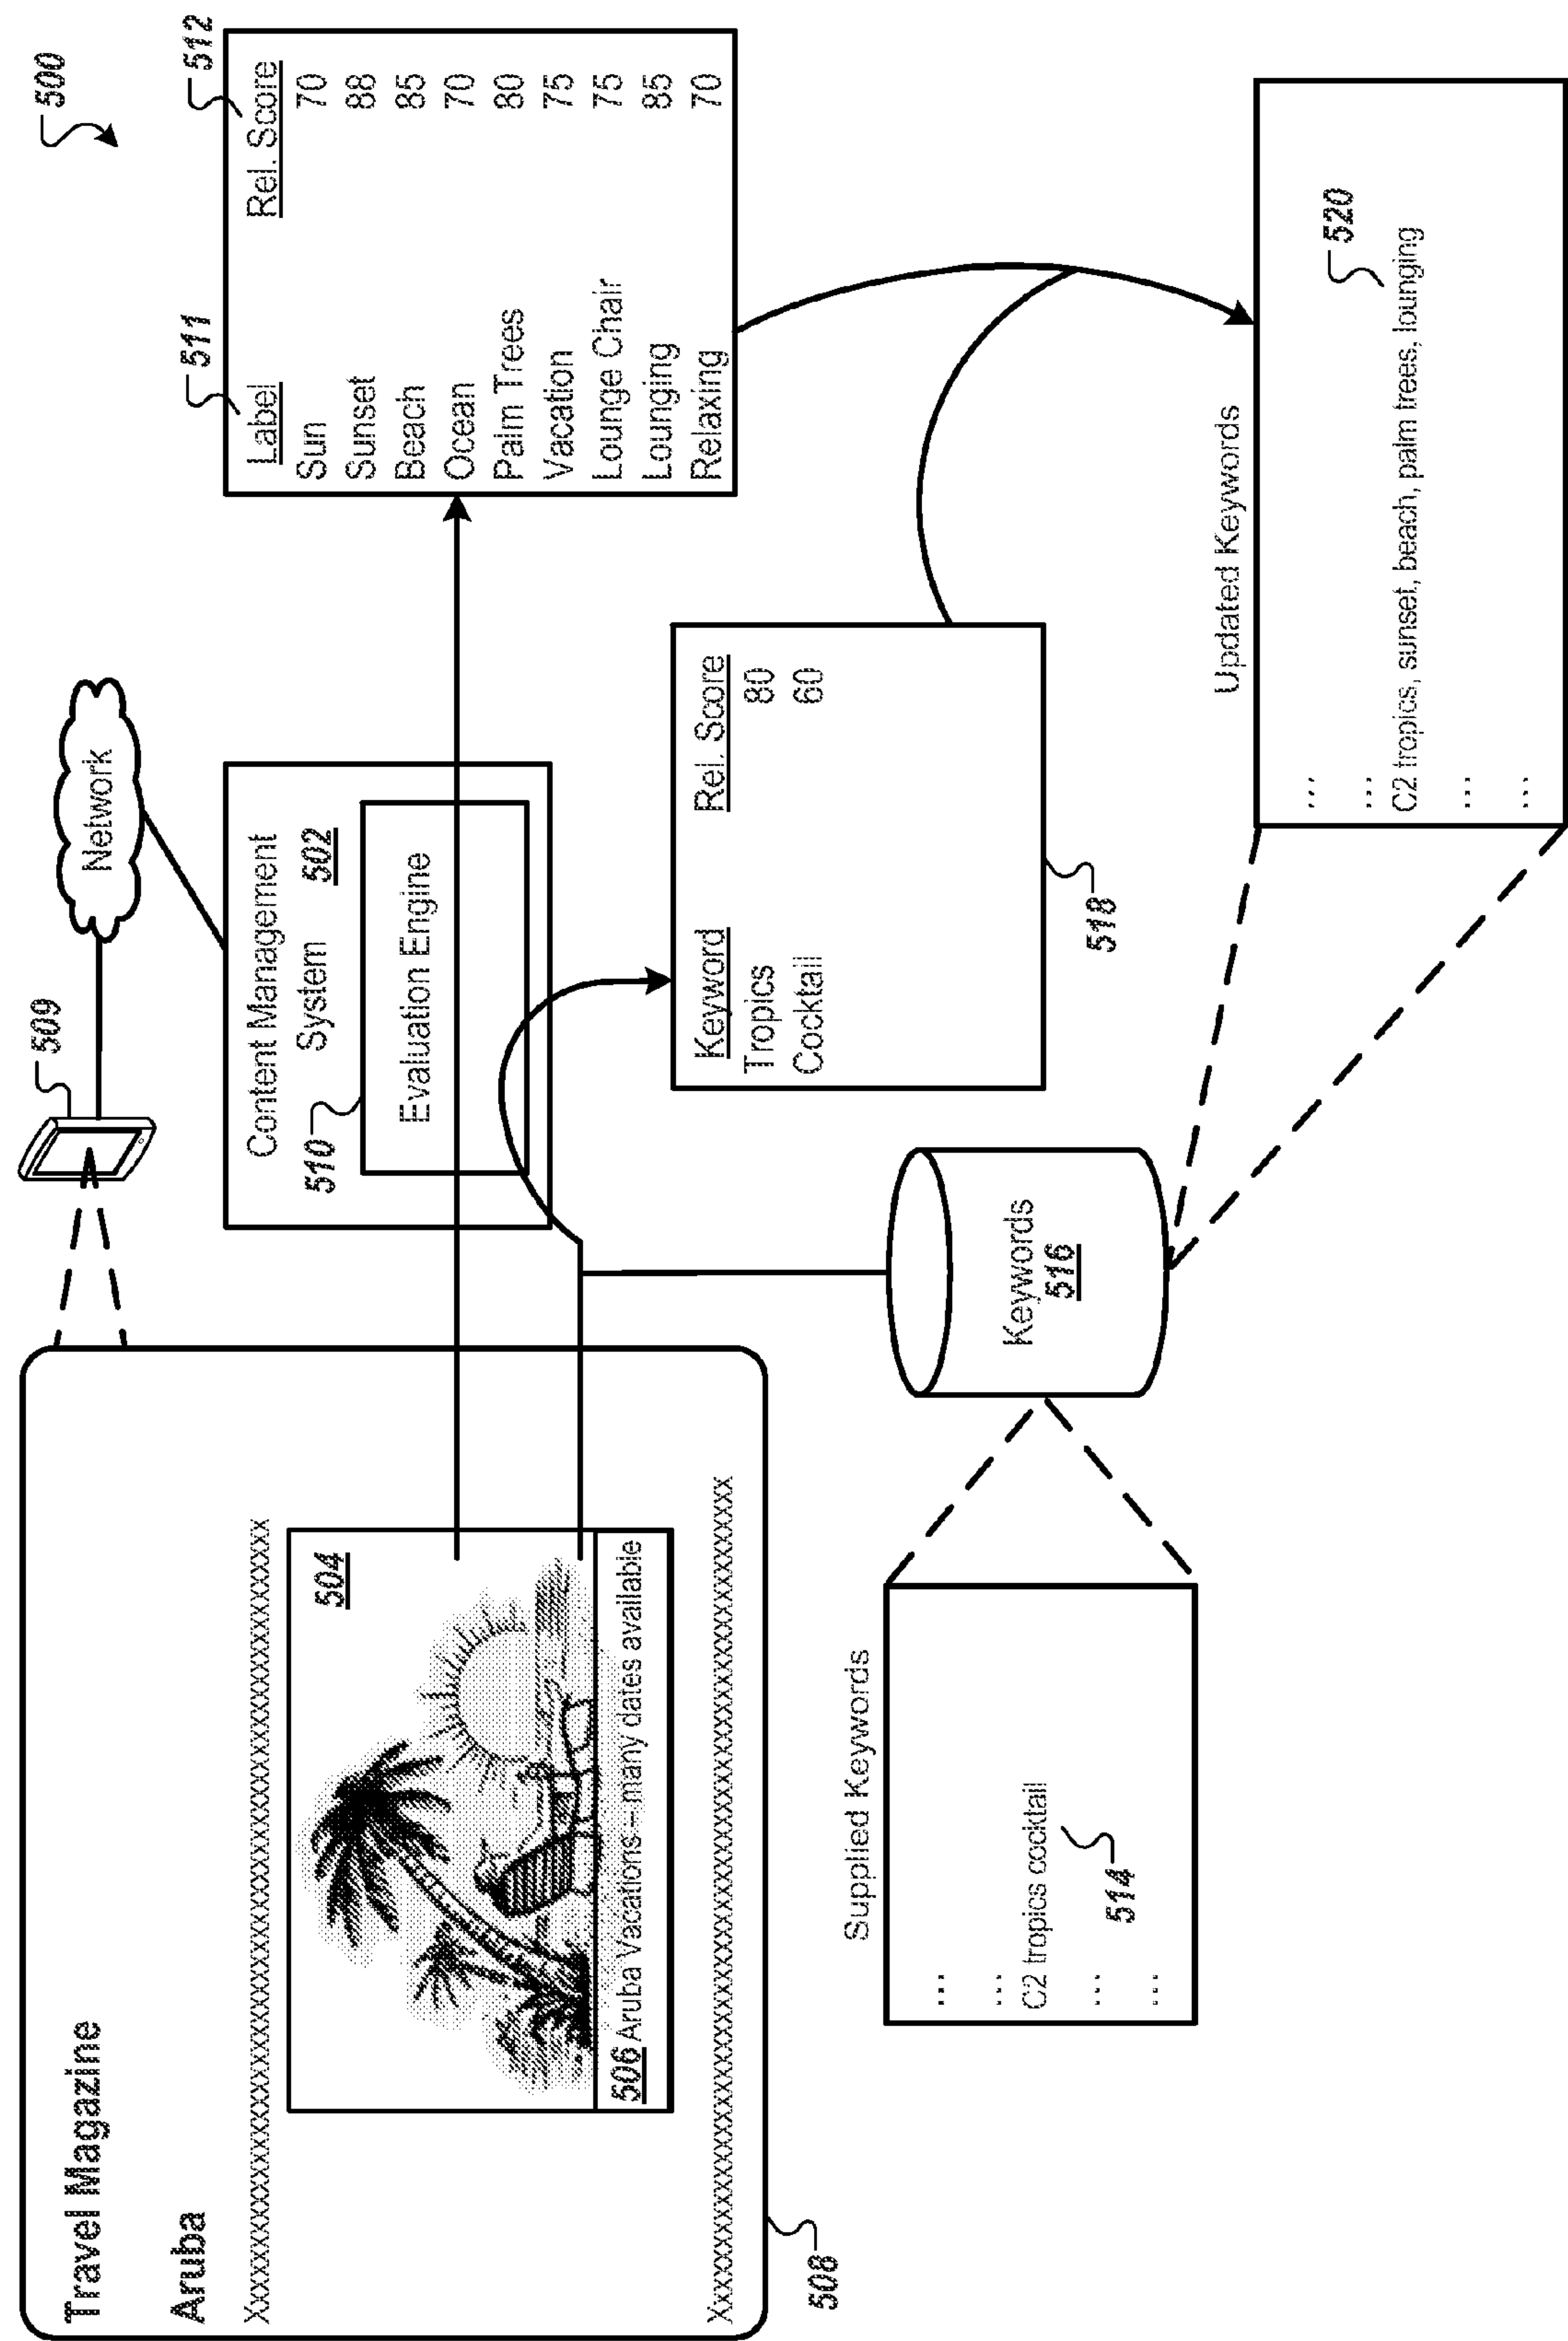 500
Travel Magazine
Aruba
Xxxxxxxxxxxxxxxxxxxxxxxxxxxxxxxxxxxxxxxxxxxxxxxxxxxxxxxx
504
506 Aruba Vacations – many dates available
Xxxxxxxxxxxxxxxxxxxxxxxxxxxxxxxxxxxxxxxxxxxxxxxxxxxxxxxxxxx
508
509
Network
Content Management
System 502
510
Evaluation Engine
511
512
Label Rel. Score
Sun 70
Sunset 88
Beach 85
Ocean 70
Palm Trees 80
Vacation 75
Lounge Chair 75
Lounging 85
Relaxing 70
Keyword Rel. Score
Tropics 80
Cocktail 60
518
Supplied Keywords
...
...
C2 tropics cocktail
...
...
514
Keywords
516
Updated Keywords
...
...
C2 tropics, sunset, beach, palm trees, lounging
...
...
520